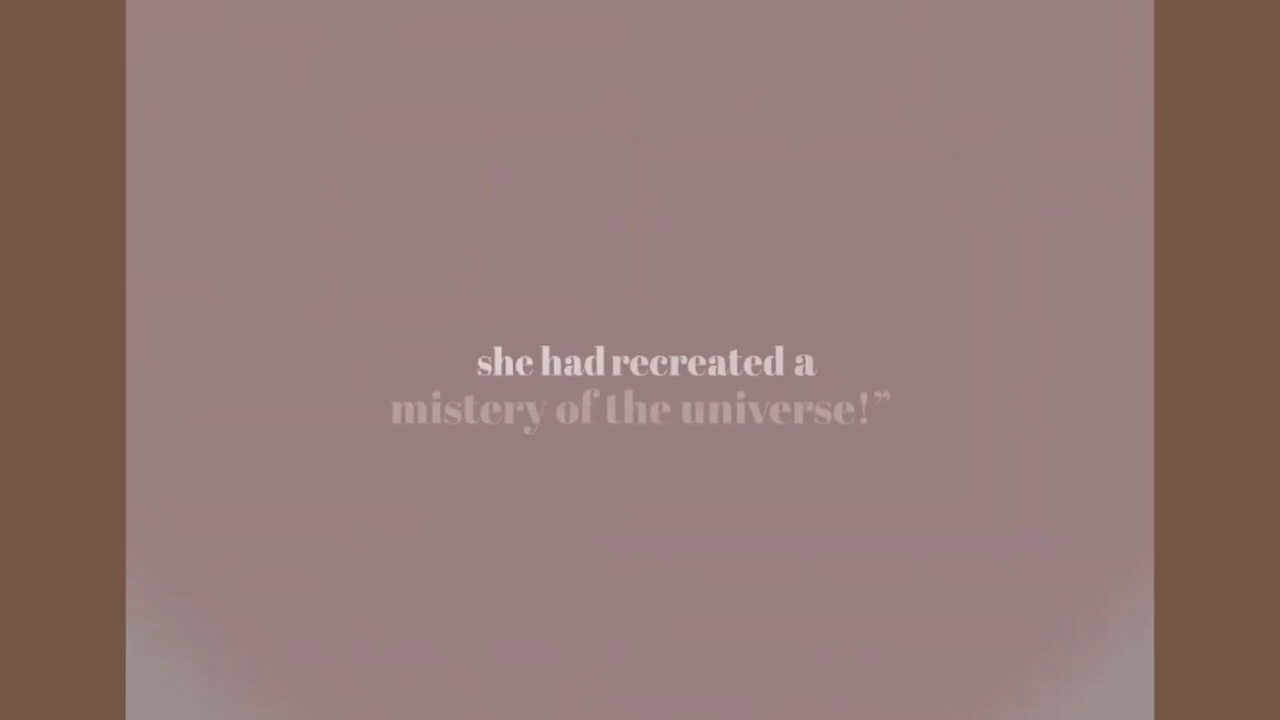 she had recreated a
mistery of the universe!”